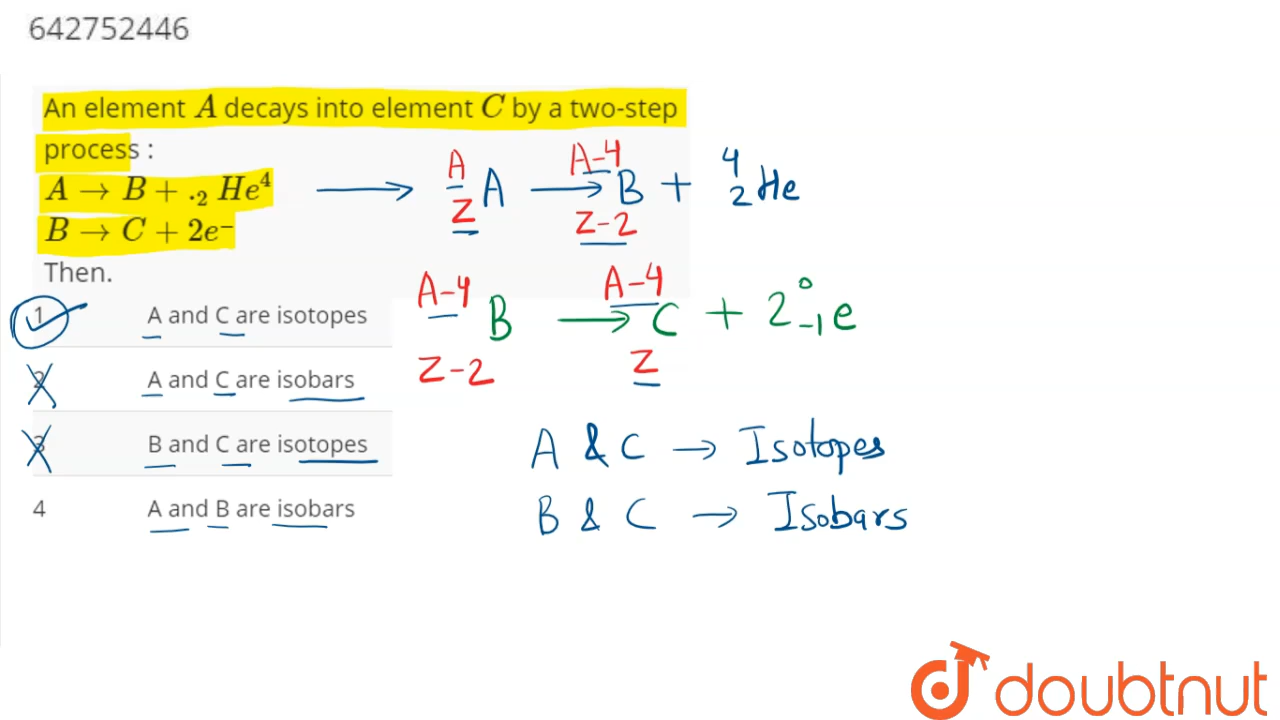 642752446
An element A decays into element C by a two-step
process :
A → B + .₂ He⁴
B → C + 2e⁻
Then.
1 A and C are isotopes
2 A and C are isobars
3 B and C are isotopes
4 A and B are isobars
A
Z A → A-4
Z-2 B + 4
2 He
A-4
Z-2 B → A-4
Z C + 2 0
-1 e
A & C → Isotopes
B & C → Isobars
doubtnut